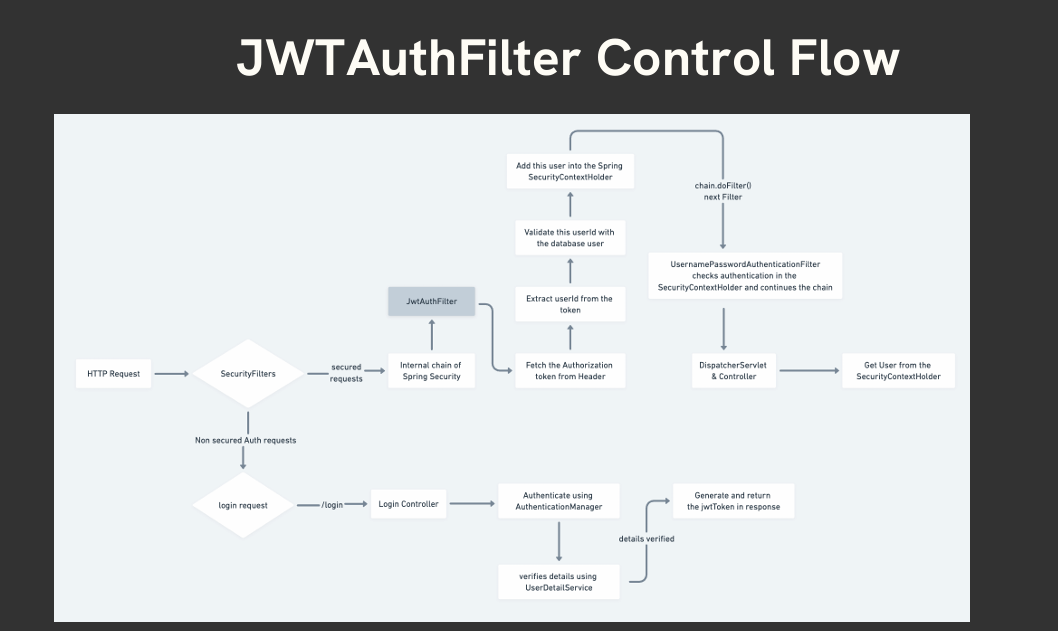 JWTAuthFilter Control Flow
HTTP Request
SecurityFilters
secured
requests
Internal chain of
Spring Security
JwtAuthFilter
Fetch the Authorization
token from Header
Extract userId from the
token
Validate this userId with
the database user
Add this user into the Spring
SecurityContextHolder
chain.doFilter()
next Filter
UsernamePasswordAuthenticationFilter
checks authentication in the
SecurityContextHolder and continues the chain
DispatcherServlet
& Controller
Get User from the
SecurityContextHolder
Non secured Auth requests
login request
/login
Login Controller
Authenticate using
AuthenticationManager
verifies details using
UserDetailService
details verified
Generate and return
the jwtToken in response